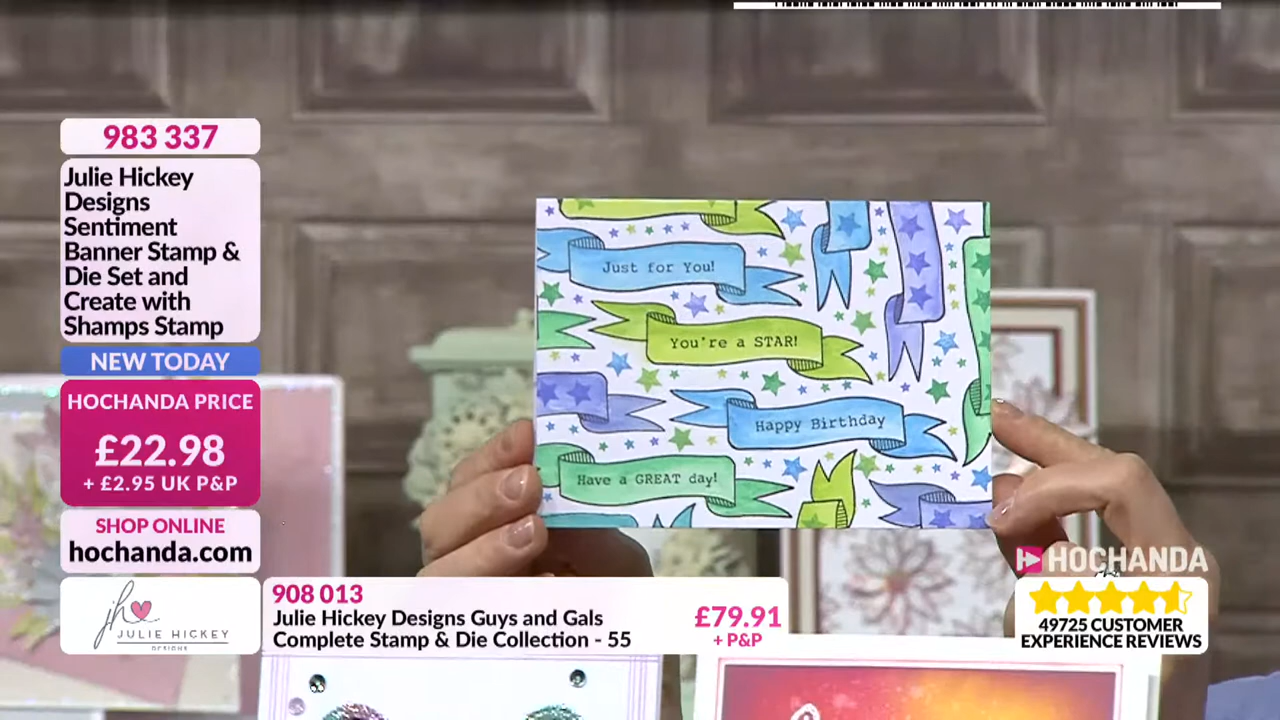 983 337
Julie Hickey
Designs
Sentiment
Banner Stamp &
Die Set and
Create with
Shamps Stamp
NEW TODAY
HOCHANDA PRICE
£22.98
+ £2.95 UK P&P
SHOP ONLINE
hochanda.com
jh
JULIE HICKEY
DESIGNS
908 013
Julie Hickey Designs Guys and Gals
Complete Stamp & Die Collection - 55
£79.91
+ P&P
Just for You!
You're a STAR!
Happy Birthday
Have a GREAT day!
HOCHANDA
49725 CUSTOMER
EXPERIENCE REVIEWS